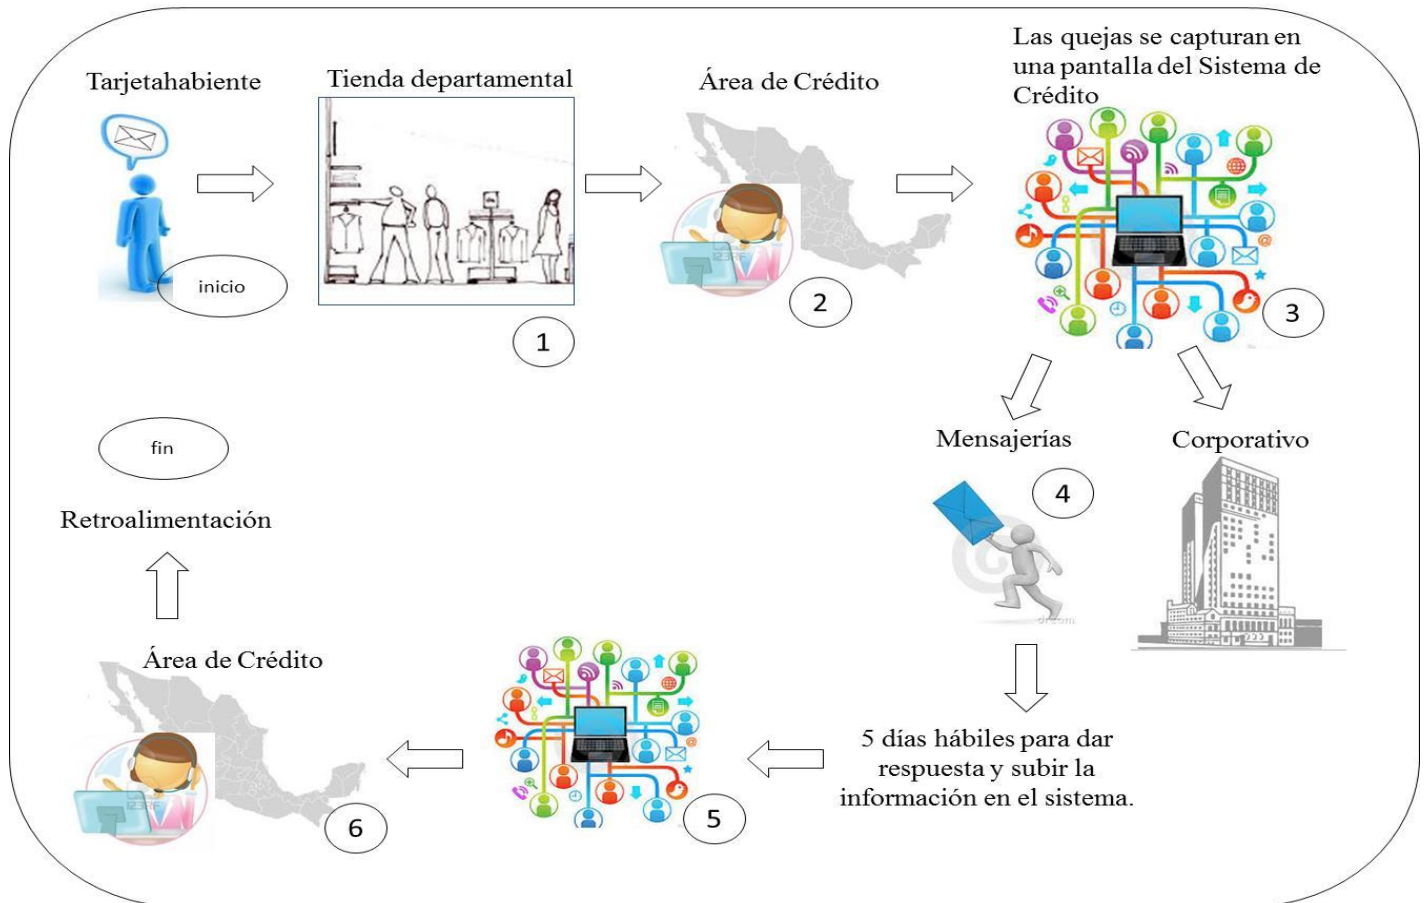 Las quejas se capturan en
una pantalla del Sistema de
Crédito
Tarjetahabiente
Tienda departamental
Área de Crédito
inicio
1
2
3
Mensajerías
Corporativo
4
fin
Retroalimentación
Área de Crédito
5 días hábiles para dar
respuesta y subir la
información en el sistema.
5
6